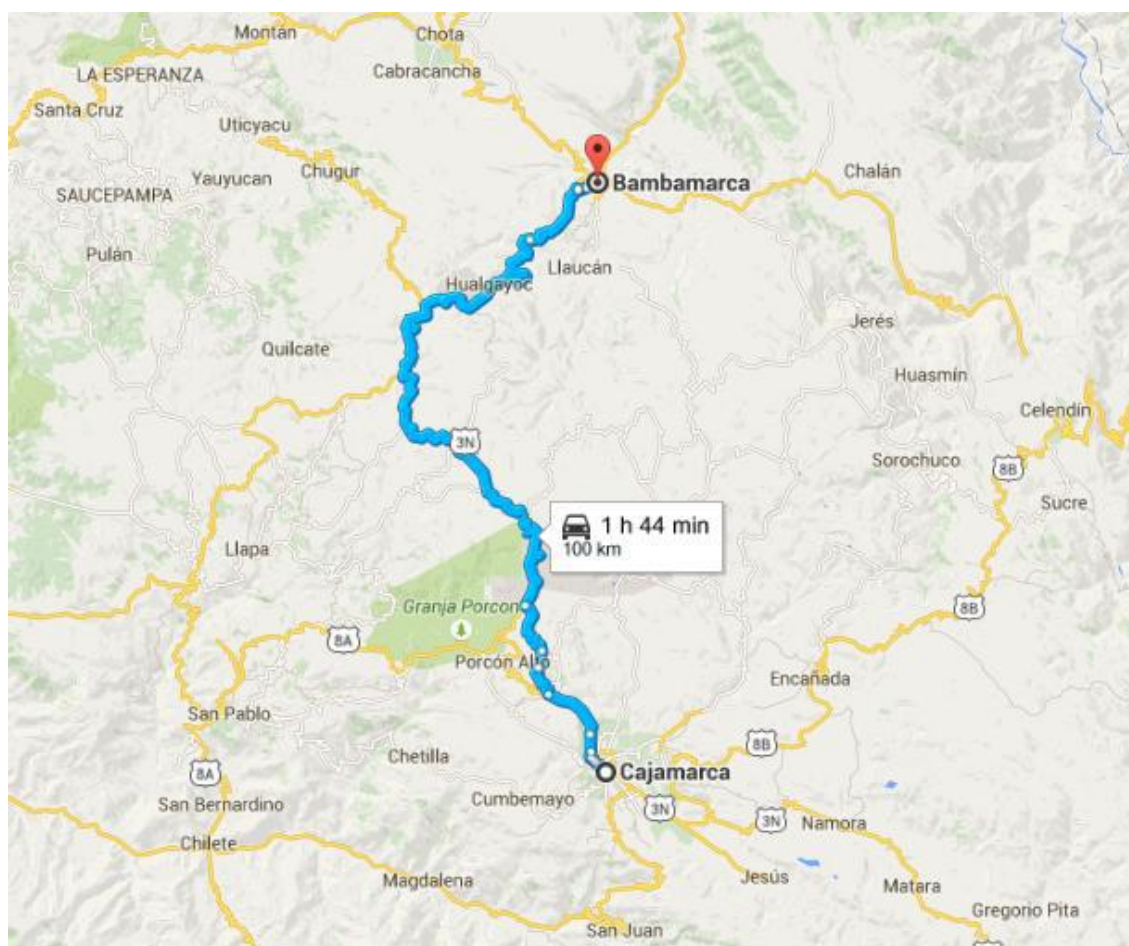 Montán
Chota
LA ESPERANZA
Cabracancha
Santa Cruz
Uticyacu
Chugur
Yauyucan
SAUCEPAMPA
Bambamarca
Chalán
Pulán
Llaucán
Hualgayoc
Jerés
Quilcate
Huasmín
Celendín
3N
Sorochuco
8B
Sucre
1 h 44 min
100 km
Llapa
Granja Porcon
8B
8A
Porcón Alto
Encañada
San Pablo
8B
Chetilla
8A
Cajamarca
San Bernardino
Cumbemayo
3N
3N
Namora
Chilete
Magdalena
Jesús
Matara
Gregorio Pita
San Juan